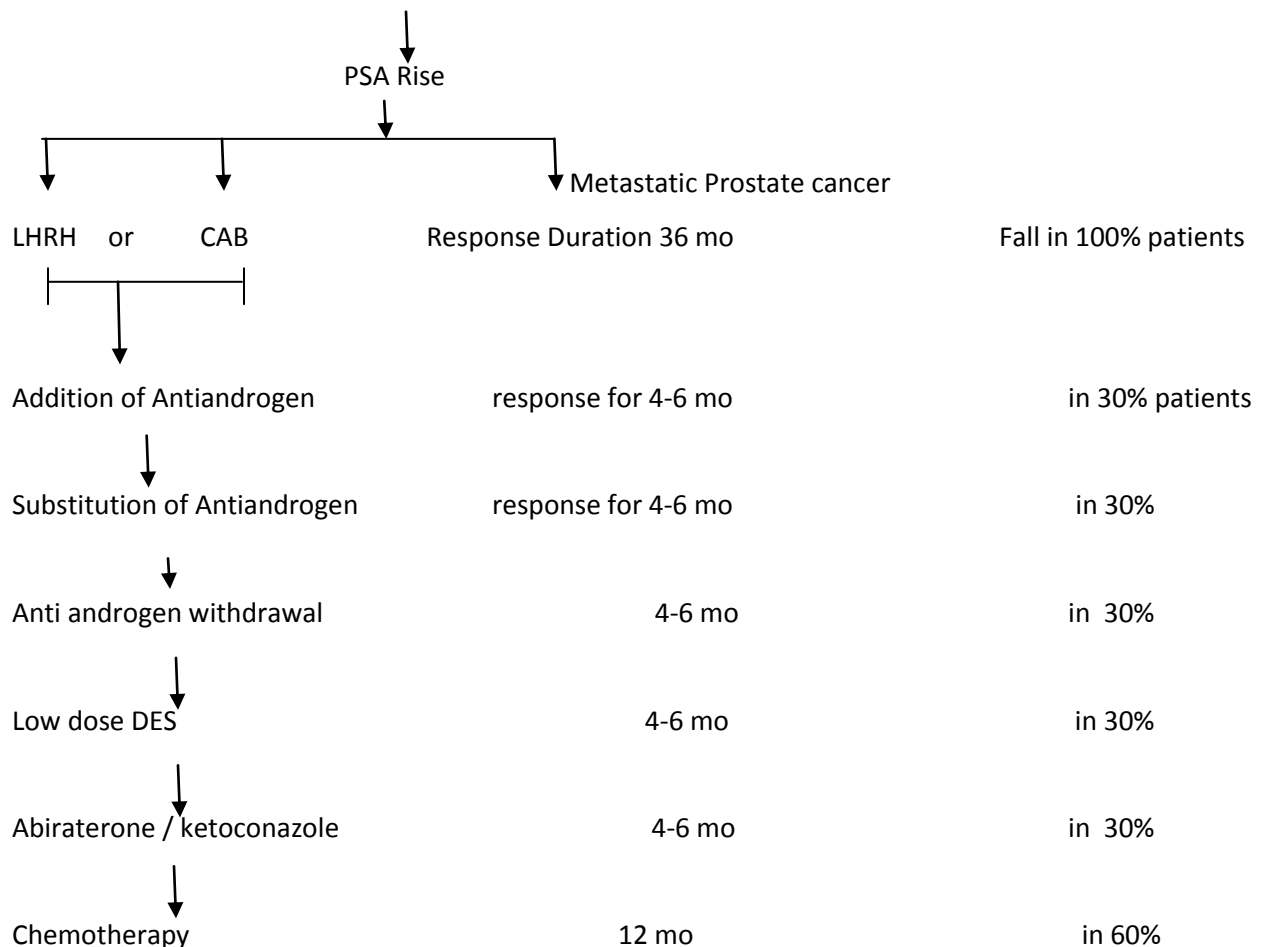 PSA Rise
Metastatic Prostate cancer
LHRH or CAB Response Duration 36 mo Fall in 100% patients
Addition of Antiandrogen response for 4-6 mo in 30% patients
Substitution of Antiandrogen response for 4-6 mo in 30%
Anti androgen withdrawal 4-6 mo in 30%
Low dose DES 4-6 mo in 30%
Abiraterone / ketoconazole 4-6 mo in 30%
Chemotherapy 12 mo in 60%